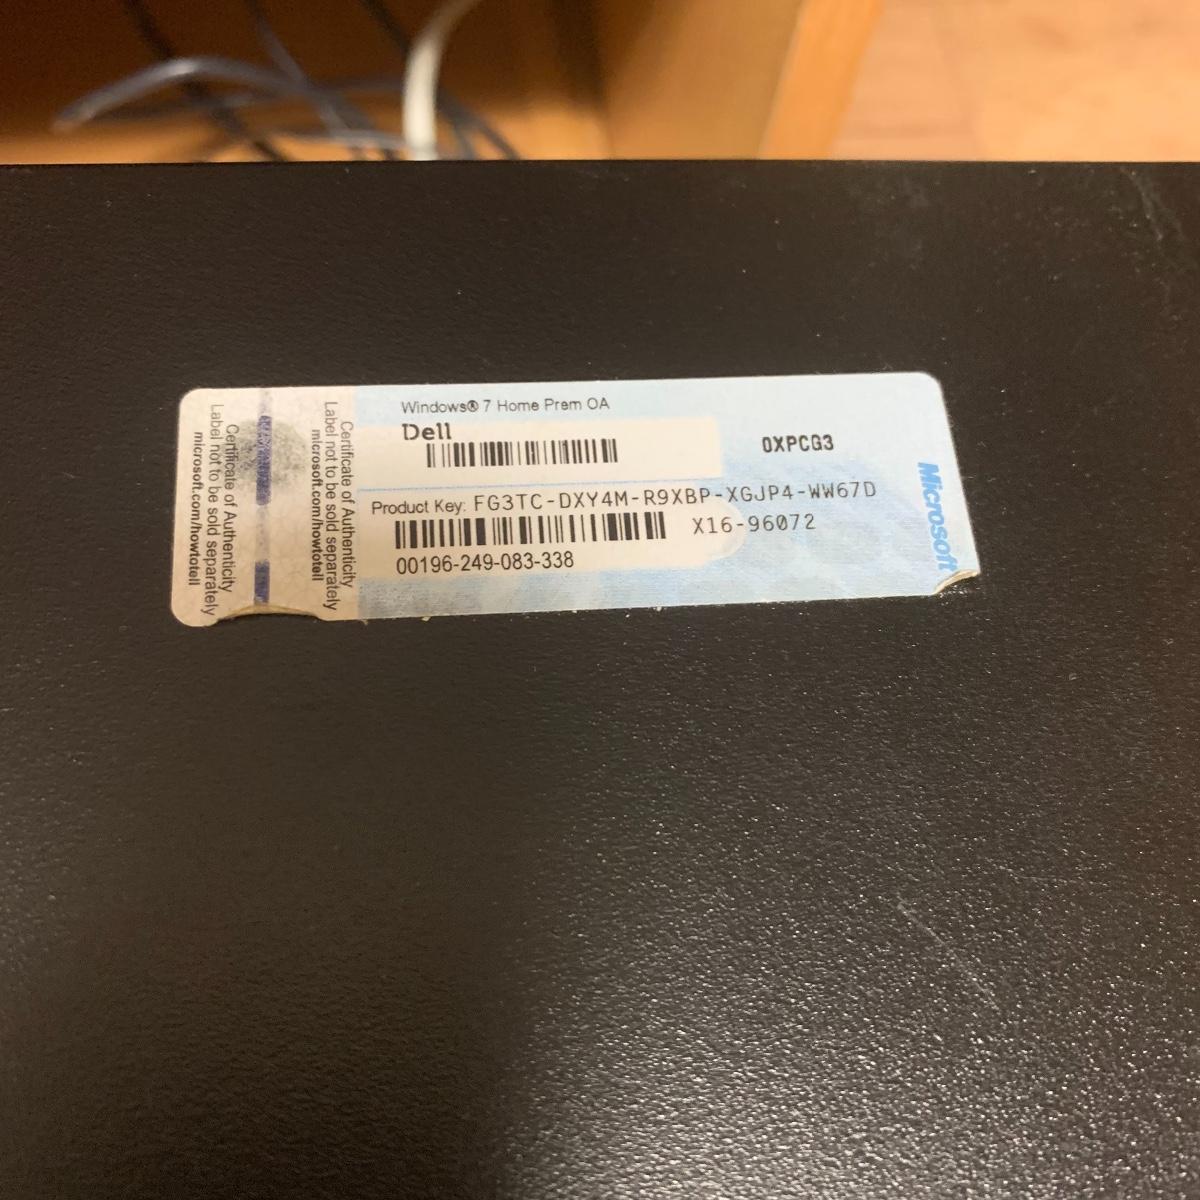 Certificate of Authenticity
Label not to be sold separately
microsoft.com/howtotell
Certificate of Authenticity
Label not to be sold separately
microsoft.com/howtotell
Windows® 7 Home Prem OA
Dell
0XPCG3
Product Key: FG3TC-DXY4M-R9XBP-XGJP4-WW67D
X16-96072
00196-249-083-338
Microsoft